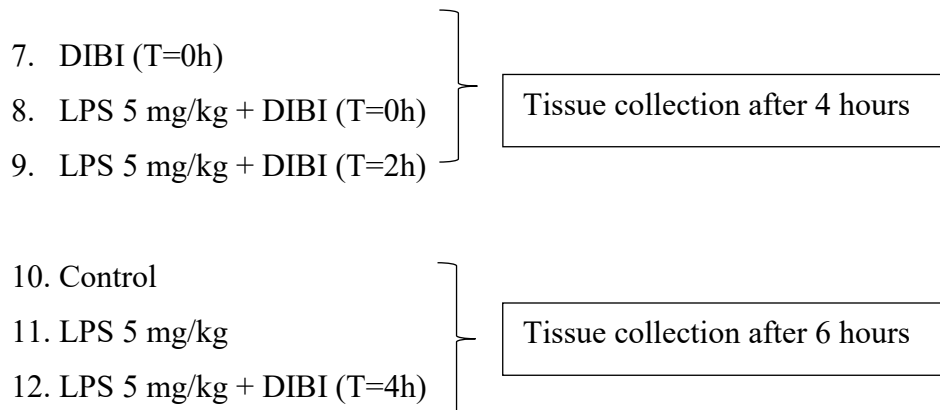 7. DIBI (T=0h)
8. LPS 5 mg/kg + DIBI (T=0h)
9. LPS 5 mg/kg + DIBI (T=2h)
Tissue collection after 4 hours
10. Control
11. LPS 5 mg/kg
12. LPS 5 mg/kg + DIBI (T=4h)
Tissue collection after 6 hours